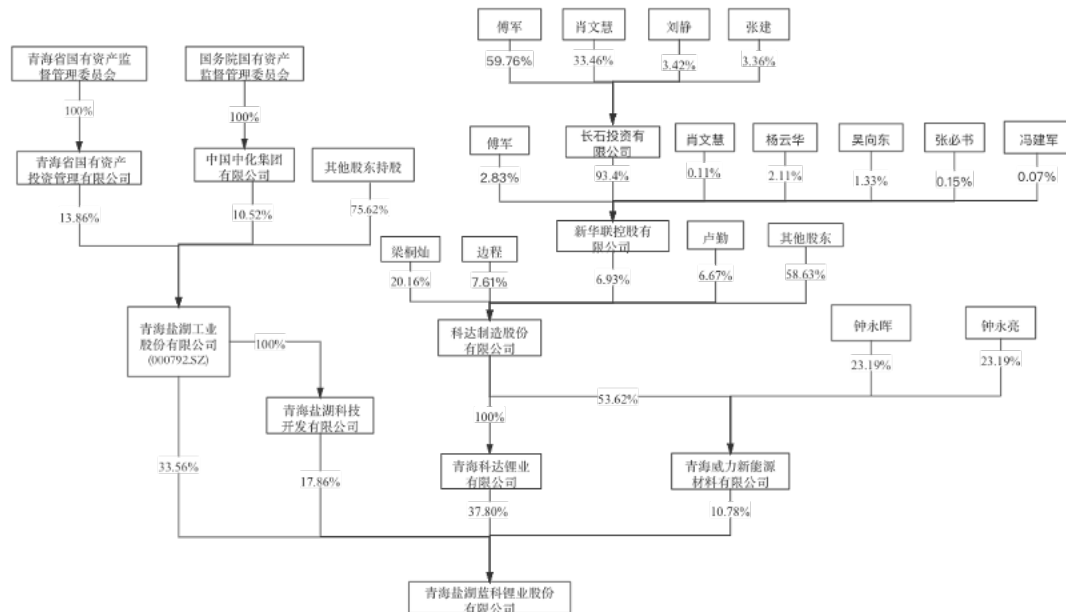 傅军
肖文慧
刘静
张建
59.76%
33.46%
3.42%
3.36%
青海省国有资产监
督管理委员会
国务院国有资产
监督管理委员会
100%
100%
青海省国有资产
投资管理有限公司
中国中化集团
有限公司
其他股东持股
傅军
长石投资有
限公司
肖文慧
杨云华
吴向东
张必书
冯建军
2.83%
93.4%
0.11%
2.11%
1.33%
0.15%
0.07%
13.86%
10.52%
75.62%
新华联控股有
限公司
梁桐灿
边程
卢勤
其他股东
20.16%
7.61%
6.93%
6.67%
58.63%
青海盐湖工业
股份有限公司
(000792.SZ)
100%
科达制造股份
有限公司
钟永晖
钟永亮
23.19%
23.19%
青海盐湖科技
开发有限公司
100%
53.62%
33.56%
17.86%
青海科达锂业
有限公司
青海威力新能源
材料有限公司
37.80%
10.78%
青海盐湖蓝科锂业股份
有限公司